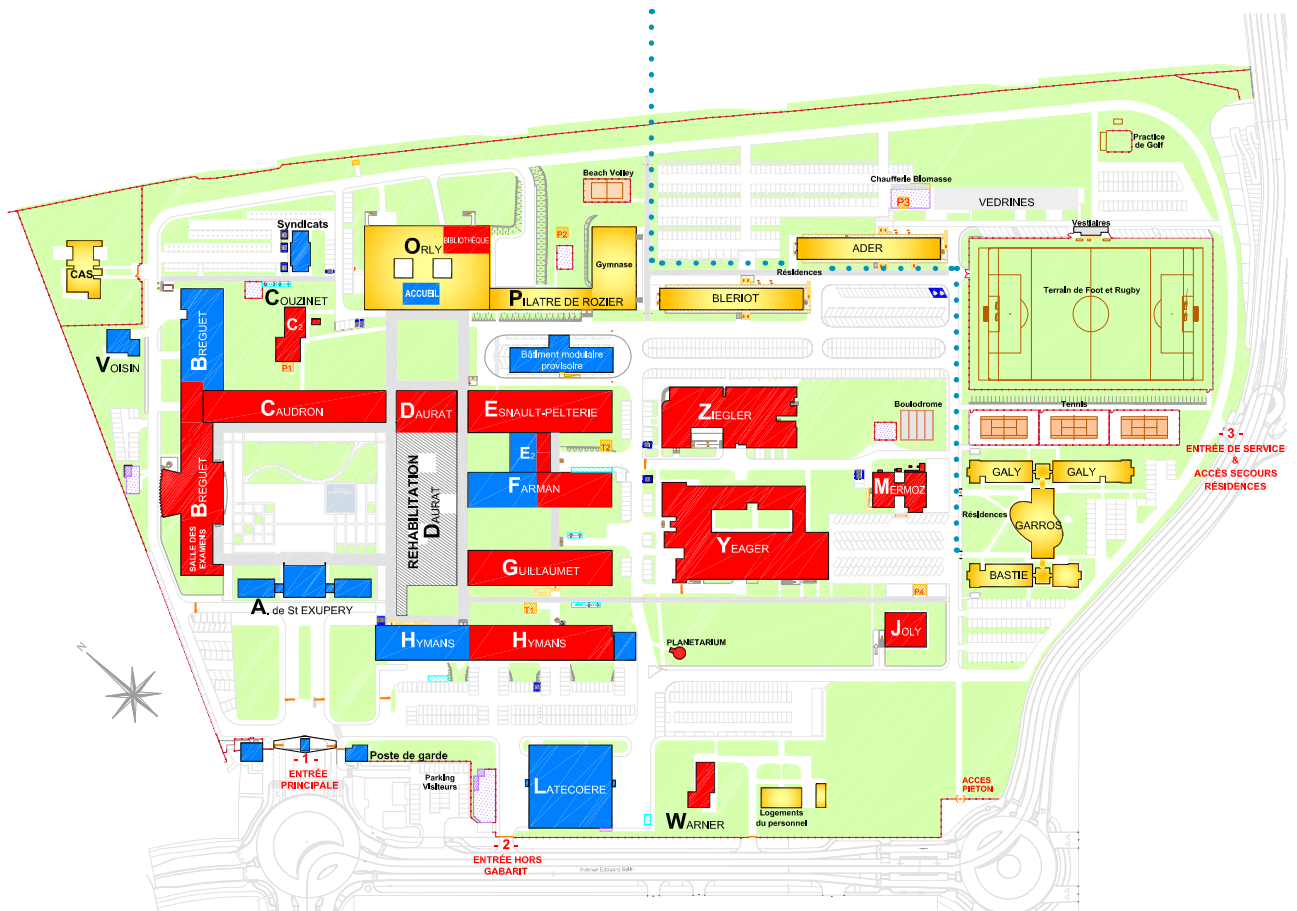 Practice
de Golf
Beach Volley
Chaufferie Biomasse
P3
VEDRINES
Syndicats
Vestiaires
P2
ORLY
BIBLIOTHÈQUE
ADER
CAS
Gymnase
Résidences
ACCUEIL
Terrain de Foot et Rugby
COUZINET
PILATRE DE ROZIER
BLERIOT
C2
P1
VOISIN
BREGUET
Bâtiment modulaire
provisoire
CAUDRON
DAURAT
ESNAULT-PELTERIE
ZIEGLER
Boulodrome
Tennis
- 3 -
ENTRÉE DE SERVICE
&
ACCÈS SECOURS
RÉSIDENCES
E2
T2
GALY
GALY
BREGUET
REHABILITATION
DAURAT
FARMAN
MERMOZ
Résidences
GARROS
SALLE DES
EXAMENS
YEAGER
GUILLAUMET
BASTIE
A. de St EXUPERY
P4
T1
HYMANS
HYMANS
JOLY
PLANETARIUM
N
Poste de garde
- 1 -
ENTRÉE
PRINCIPALE
Parking
Visiteurs
LATECOERE
ACCES
PIETON
WARNER
Logements
du personnel
- 2 -
ENTRÉE HORS
GABARIT
Avenue Edouard Belin